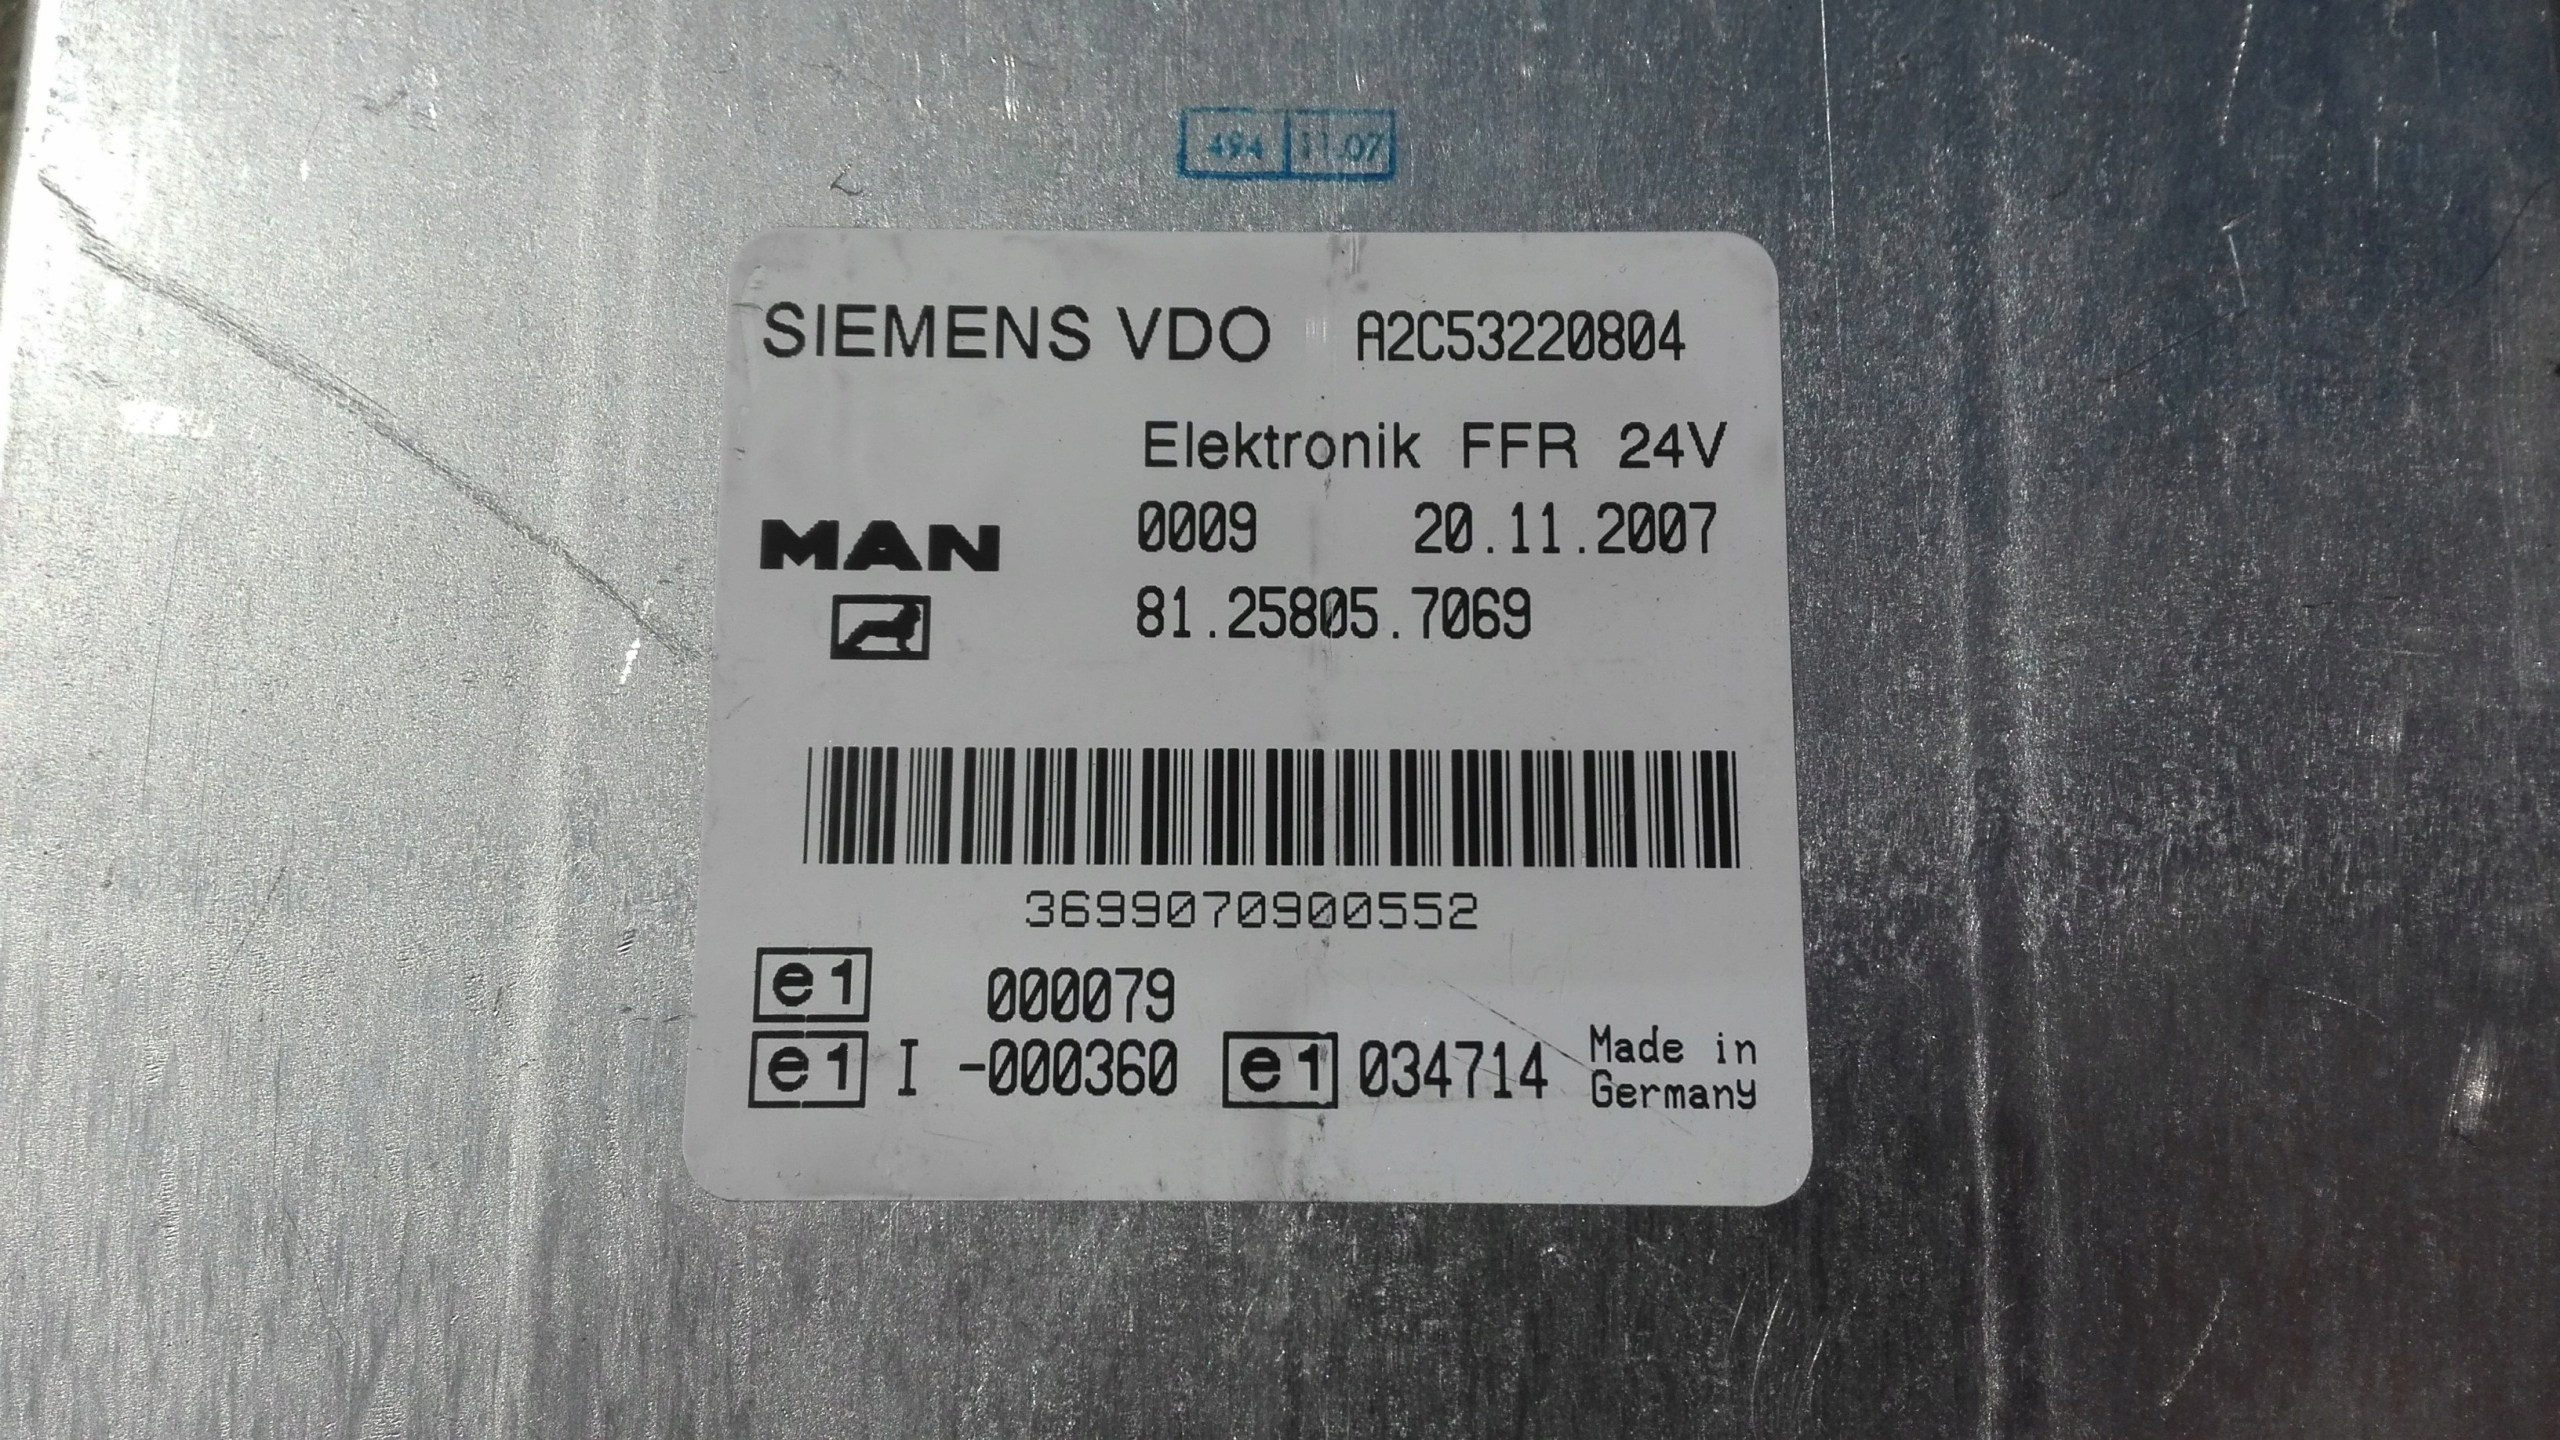 494 11.07
SIEMENS VDO A2C53220804
Elektronik FFR 24V
MAN
0009 20.11.2007
81.25805.7069
3699070900552
e1 000079
e1 I -000360 e1 034714
Made in
Germany